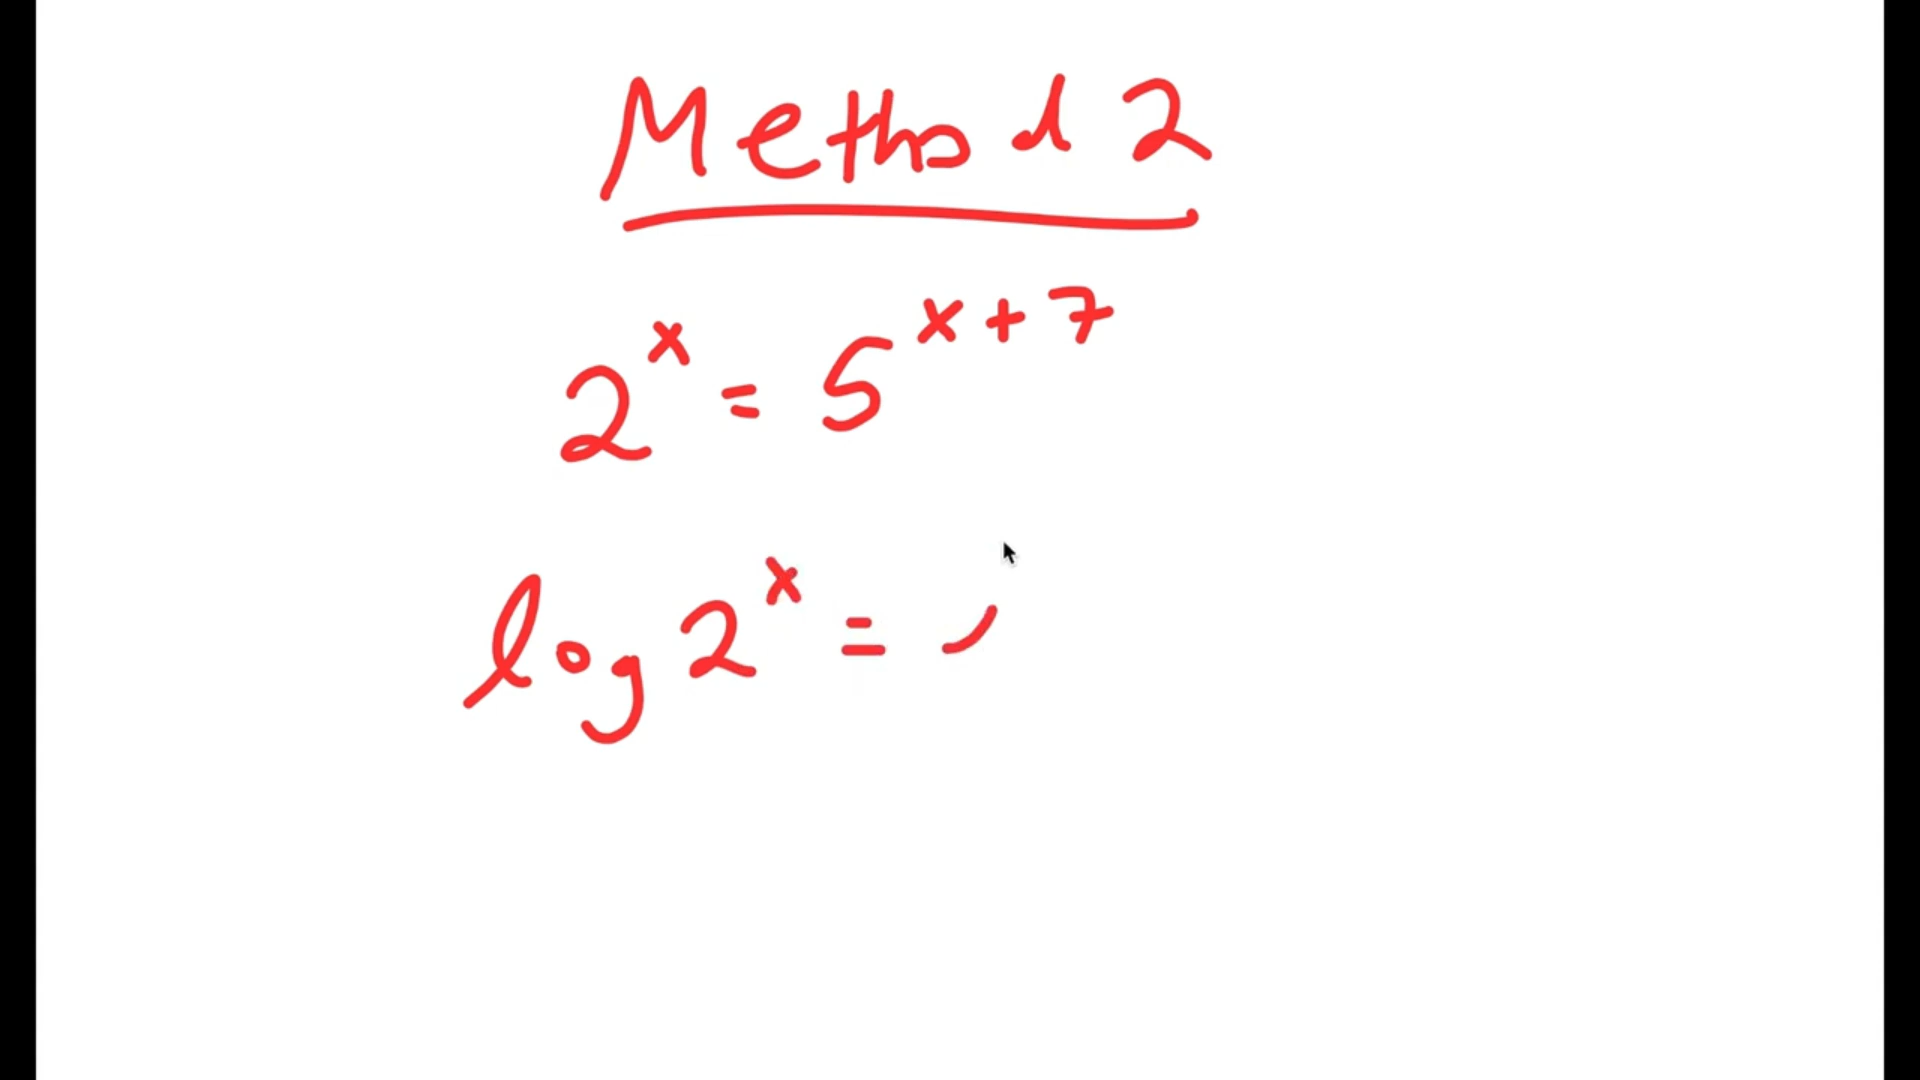 Method 2
2^x = 5^{x+7}
log 2^x =